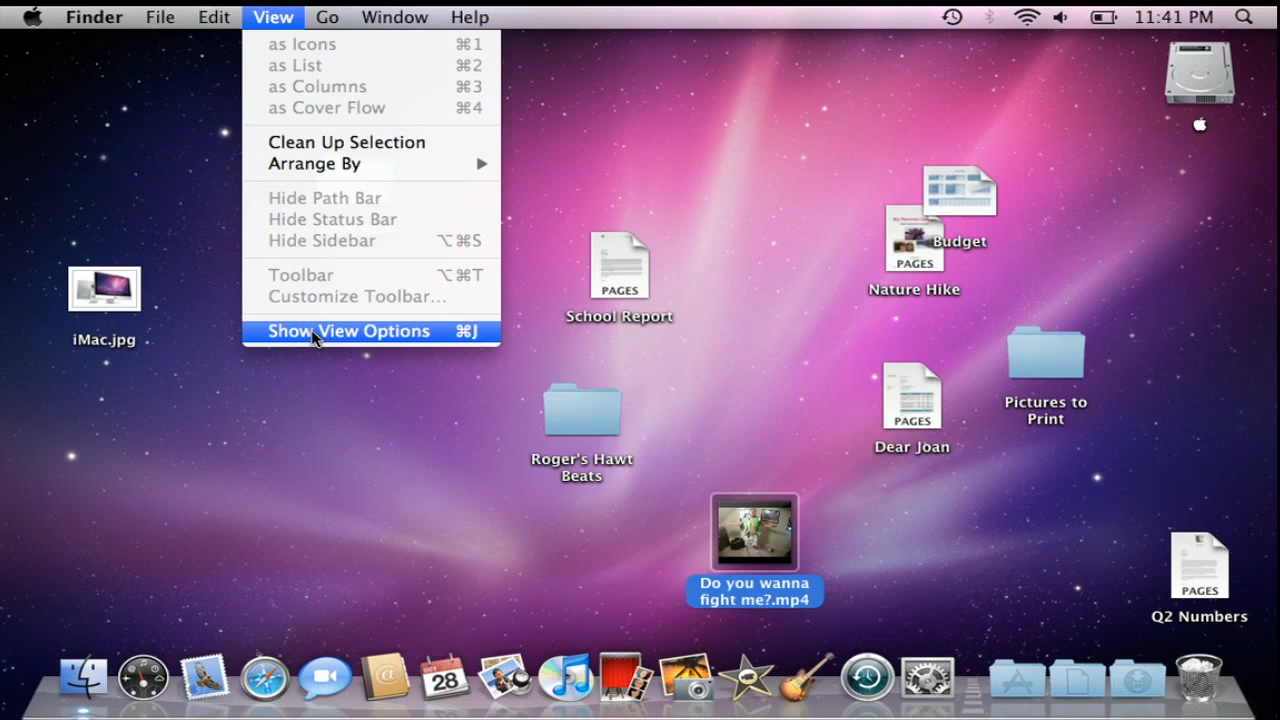 Finder File Edit View Go Window Help 11:41 PM
as Icons ⌘1
as List ⌘2
as Columns ⌘3
as Cover Flow ⌘4
Clean Up Selection
Arrange By
Hide Path Bar
Hide Status Bar
Hide Sidebar ⌥⌘S
Toolbar ⌥⌘T
Customize Toolbar...
Show View Options ⌘J
iMac.jpg
PAGES
School Report
Budget
PAGES
Nature Hike
Roger's Hawt
Beats
PAGES
Dear Joan
Pictures to
Print
Do you wanna
fight me?.mp4
PAGES
Q2 Numbers
OCT
28